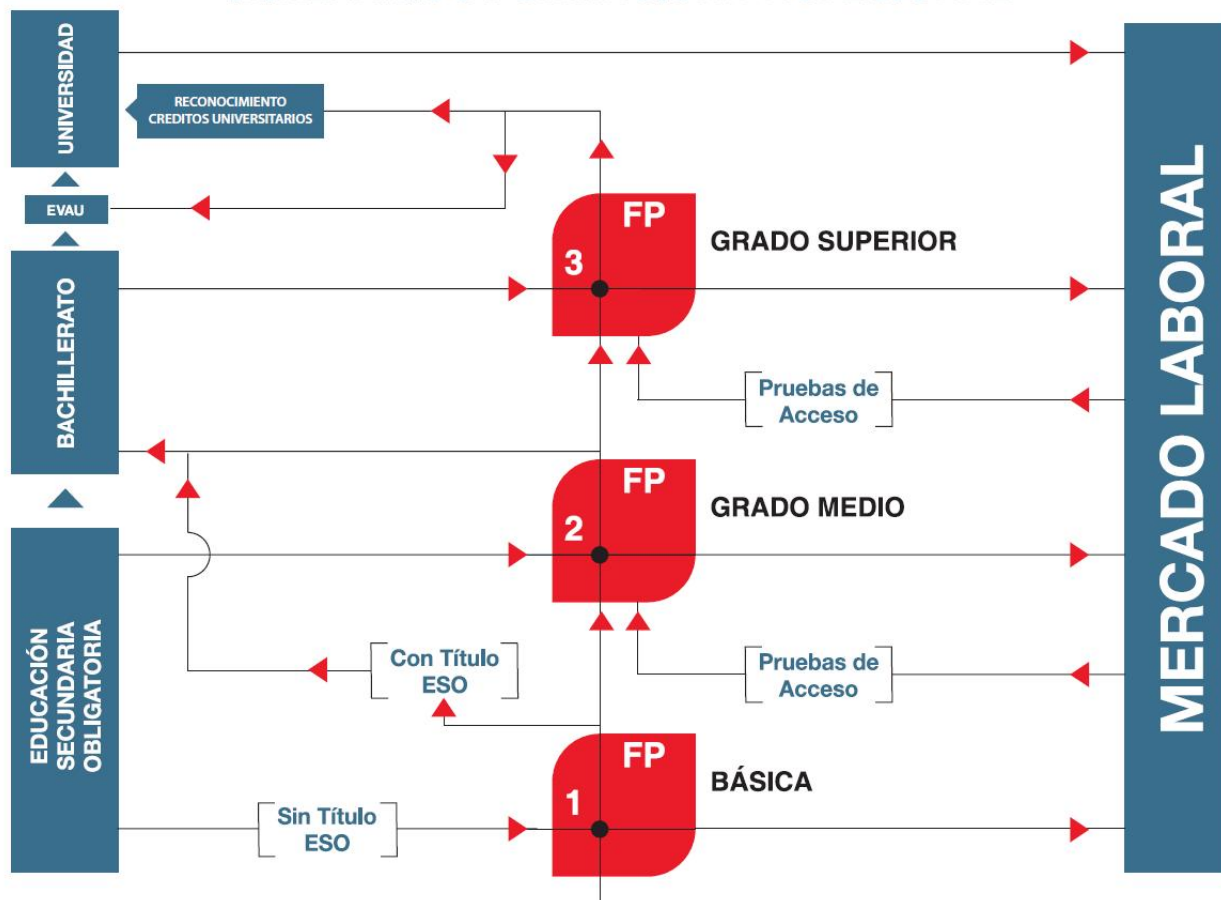 UNIVERSIDAD
RECONOCIMIENTO
CREDITOS UNIVERSITARIOS
EVAU
FP
3
GRADO SUPERIOR
BACHILLERATO
Pruebas de
Acceso
FP
2
GRADO MEDIO
EDUCACIÓN
SECUNDARIA
OBLIGATORIA
Con Título
ESO
Pruebas de
Acceso
FP
1
BÁSICA
Sin Título
ESO
MERCADO LABORAL